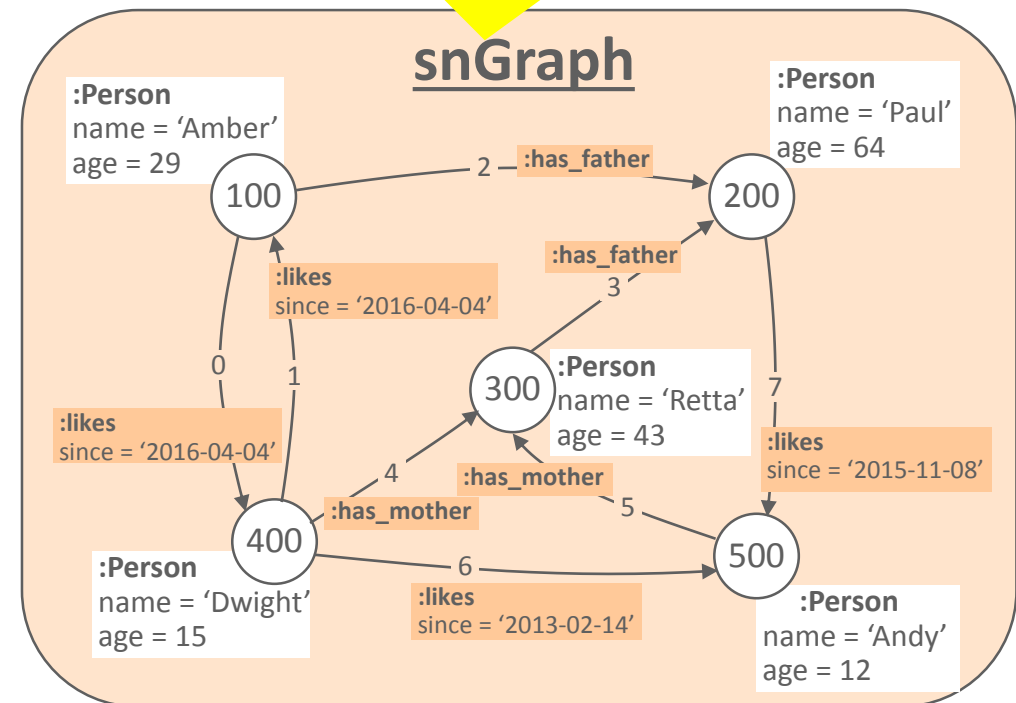 snGraph
:Person
name = ‘Amber’
age = 29
:Person
name = ‘Paul’
age = 64
2
:has_father
100
200
:has_father
3
:likes
since = ‘2016-04-04’
0
1
:Person
name = ‘Retta’
age = 43
300
7
:likes
since = ‘2016-04-04’
:likes
since = ‘2015-11-08’
4
:has_mother
:has_mother
5
400
500
6
:Person
name = ‘Dwight’
age = 15
:likes
since = ‘2013-02-14’
:Person
name = ‘Andy’
age = 12